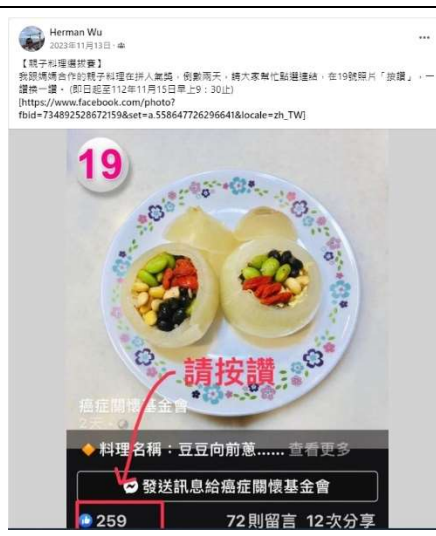 Herman Wu
2023年11月13日 ·
...
【親子料理選拔賽】
我跟媽媽合作的親子料理在拼人氣獎，倒數兩天，請大家幫忙點選連結，在19號照片「按讚」，一
讚換一讚。(即日起至112年11月15日早上9：30止)
[https://www.facebook.com/photo?
fbid=734892528672159&set=a.558647726296641&locale=zh_TW]
19
請按讚
癌症關懷基金會
2天 ·
料理名稱：豆豆向前蔥...... 查看更多
發送訊息給癌症關懷基金會
259 72則留言 12次分享